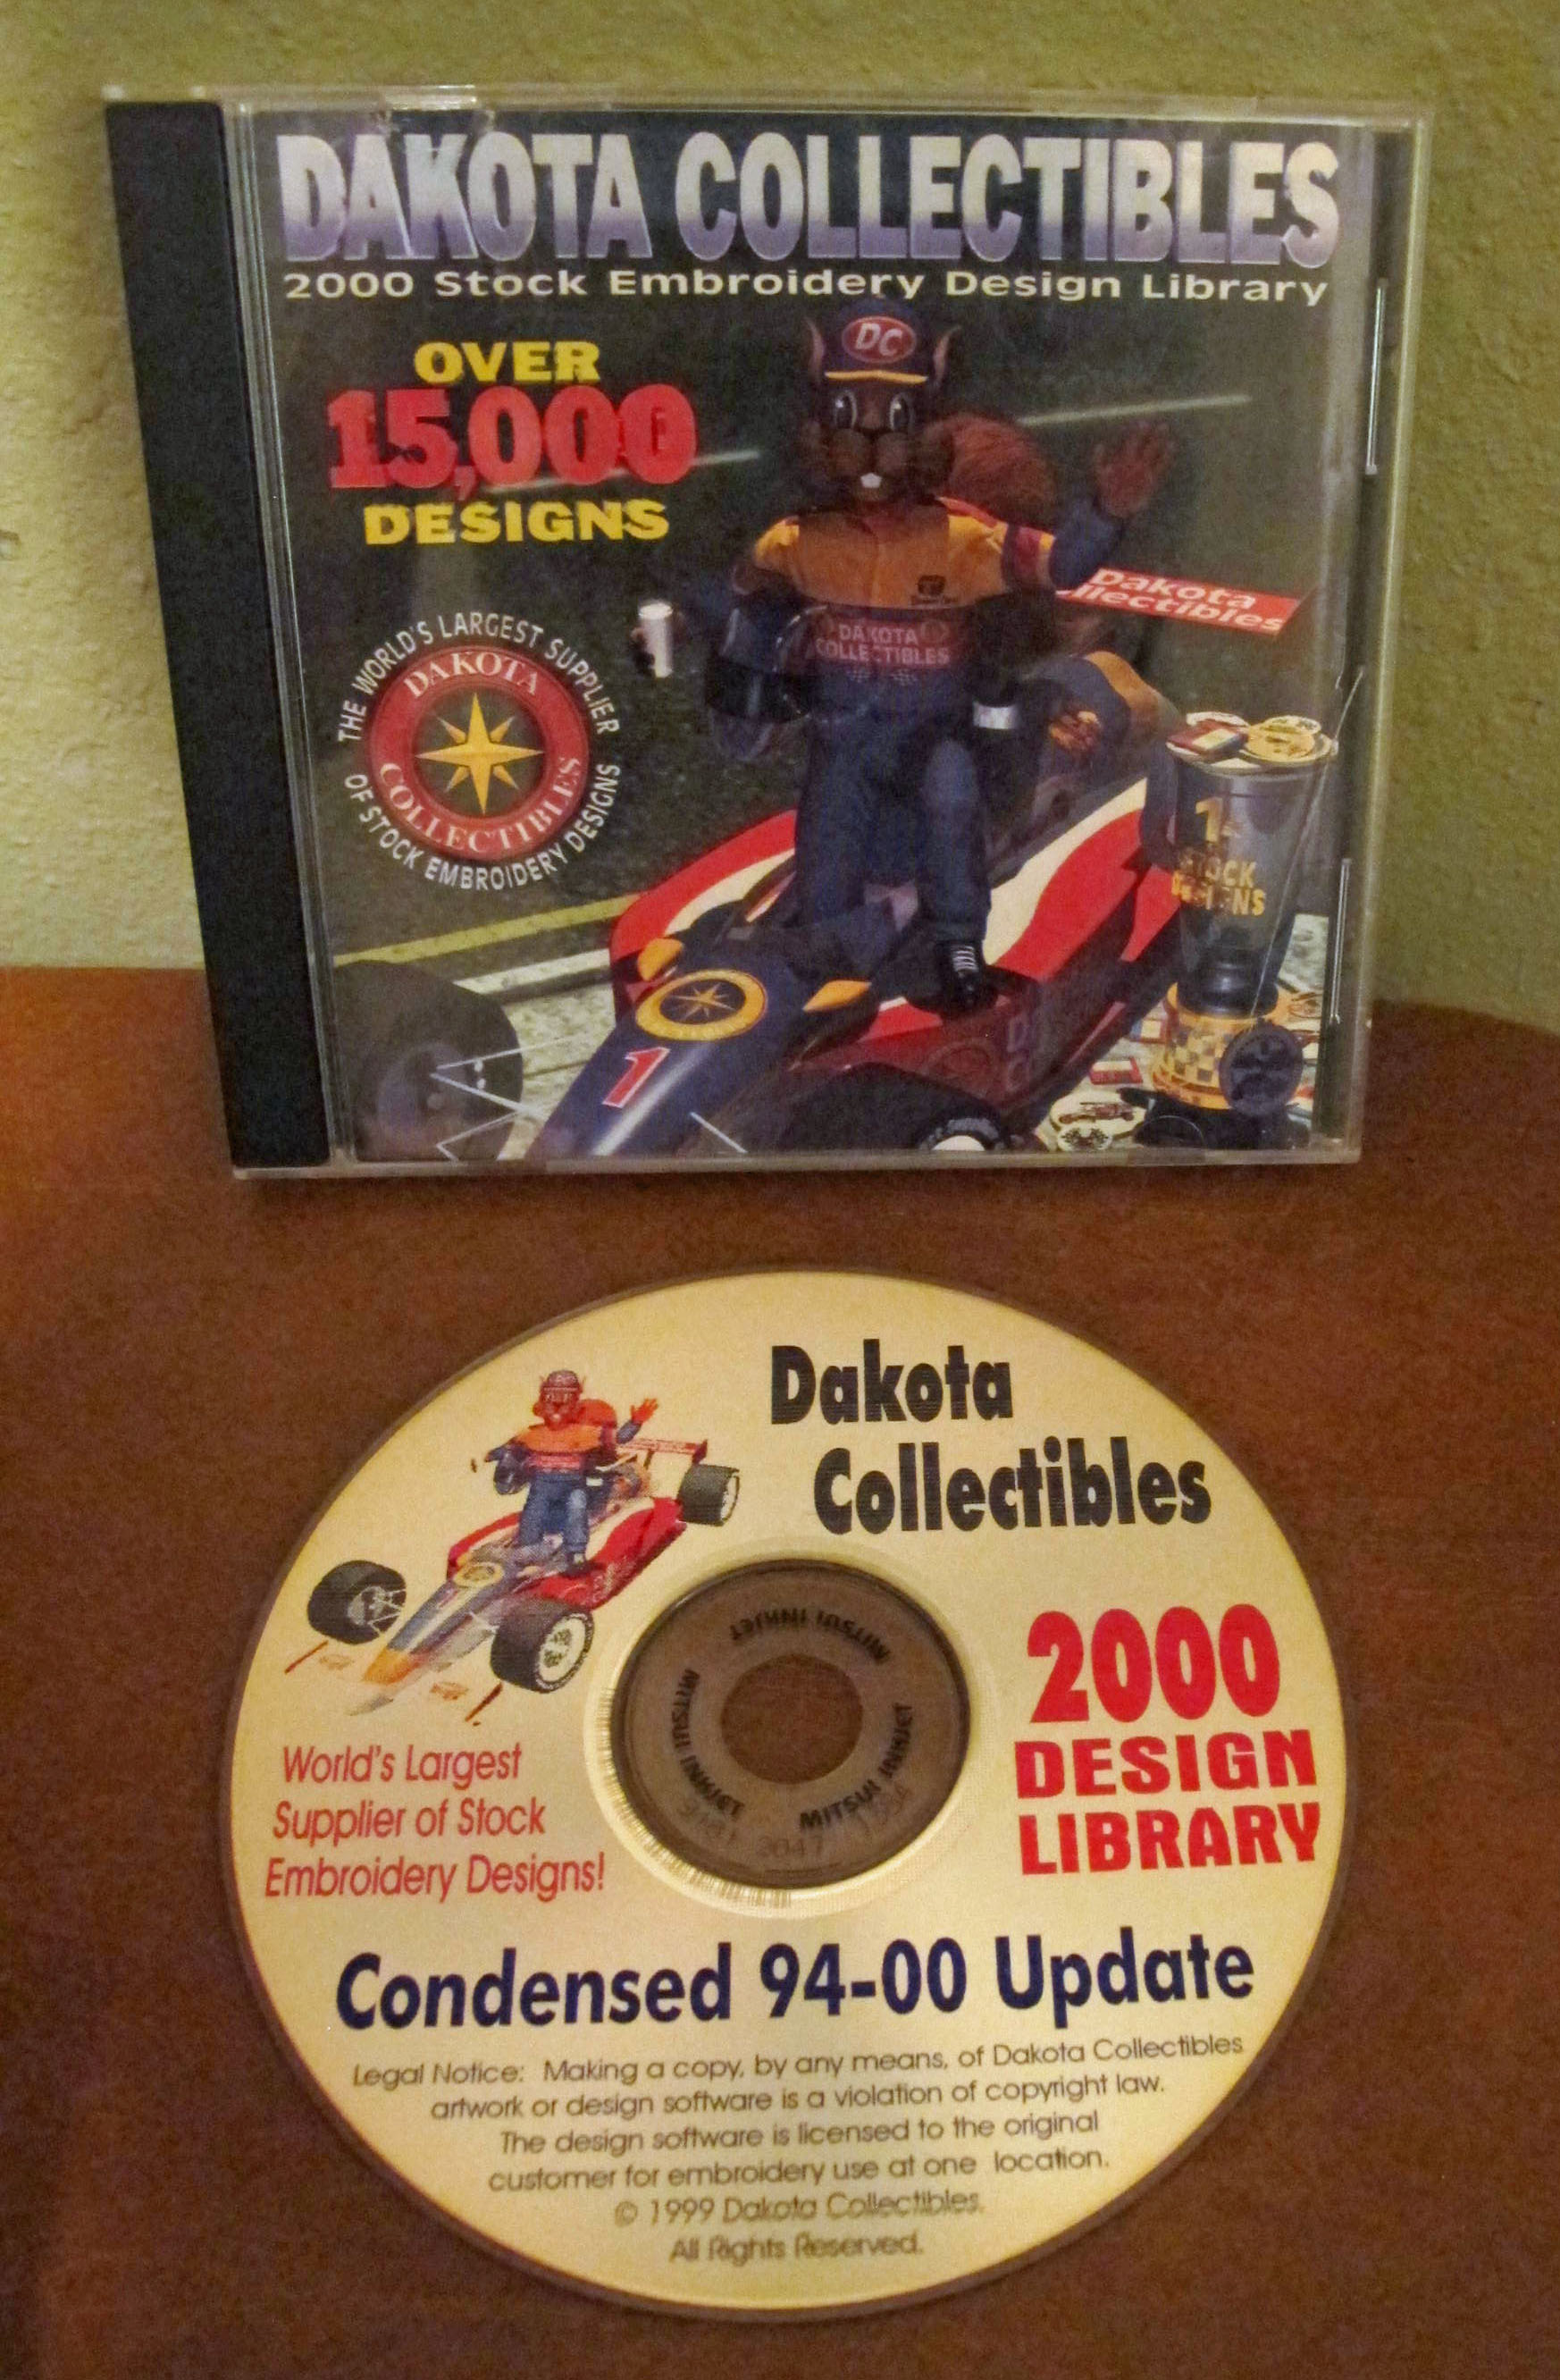 DAKOTA COLLECTIBLES
2000 Stock Embroidery Design Library
OVER
15,000
DESIGNS
THE WORLD'S LARGEST SUPPLIER
OF STOCK EMBROIDERY DESIGNS
DAKOTA
COLLECTIBLES
DC
DAKOTA
COLLECTIBLES
Dakota
llectibles
1
STOCK
DESIGNS
1
Dakota
Collectibles
2000
DESIGN
LIBRARY
MITSUI INKJET
MITSUI INKJET
MITSUI INKJET
World's Largest
Supplier of Stock
Embroidery Designs!
Condensed 94-00 Update
Legal Notice: Making a copy, by any means, of Dakota Collectibles
artwork or design software is a violation of copyright law.
The design software is licensed to the original
customer for embroidery use at one location.
© 1999 Dakota Collectibles.
All Rights Reserved.